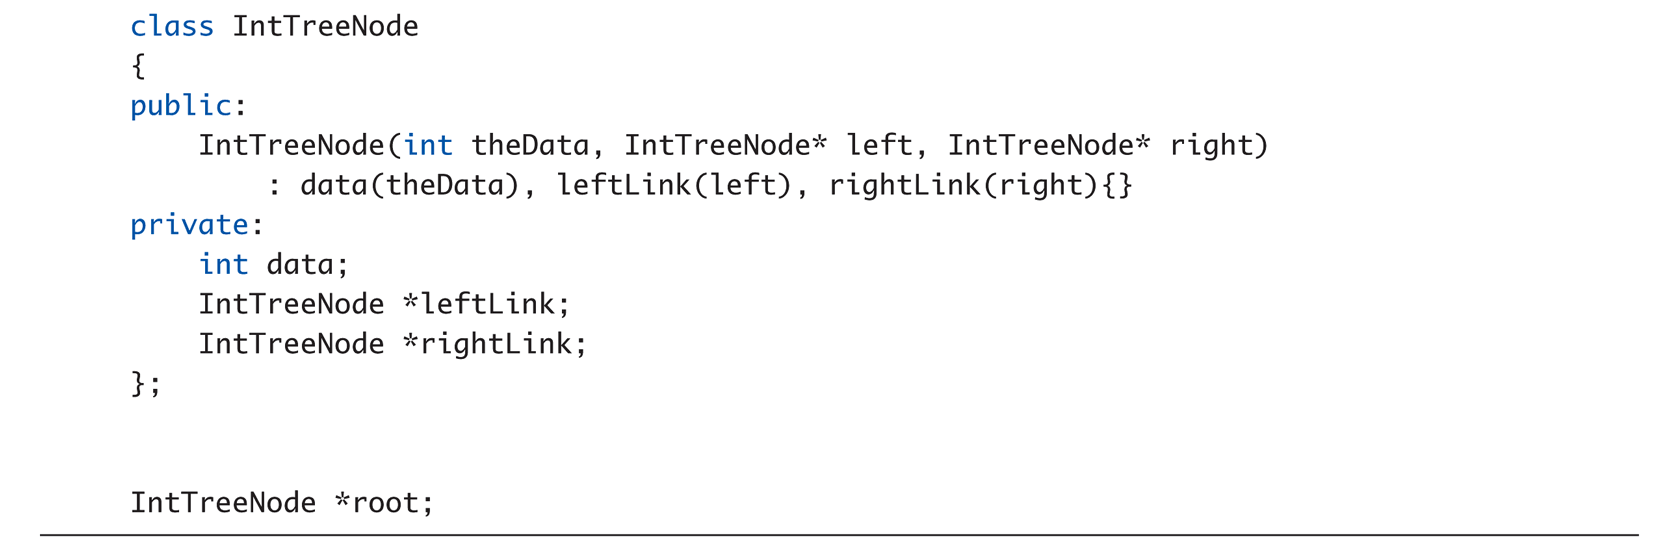 class IntTreeNode
{
public:
    IntTreeNode(int theData, IntTreeNode* left, IntTreeNode* right)
        : data(theData), leftLink(left), rightLink(right){}
private:
    int data;
    IntTreeNode *leftLink;
    IntTreeNode *rightLink;
};
IntTreeNode *root;